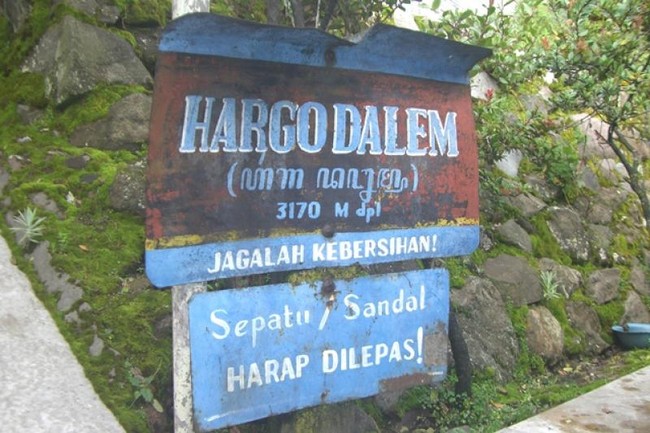 HARGO DALEM
3170 M dpl
JAGALAH KEBERSIHAN!
Sepatu / Sandal
HARAP DILEPAS!